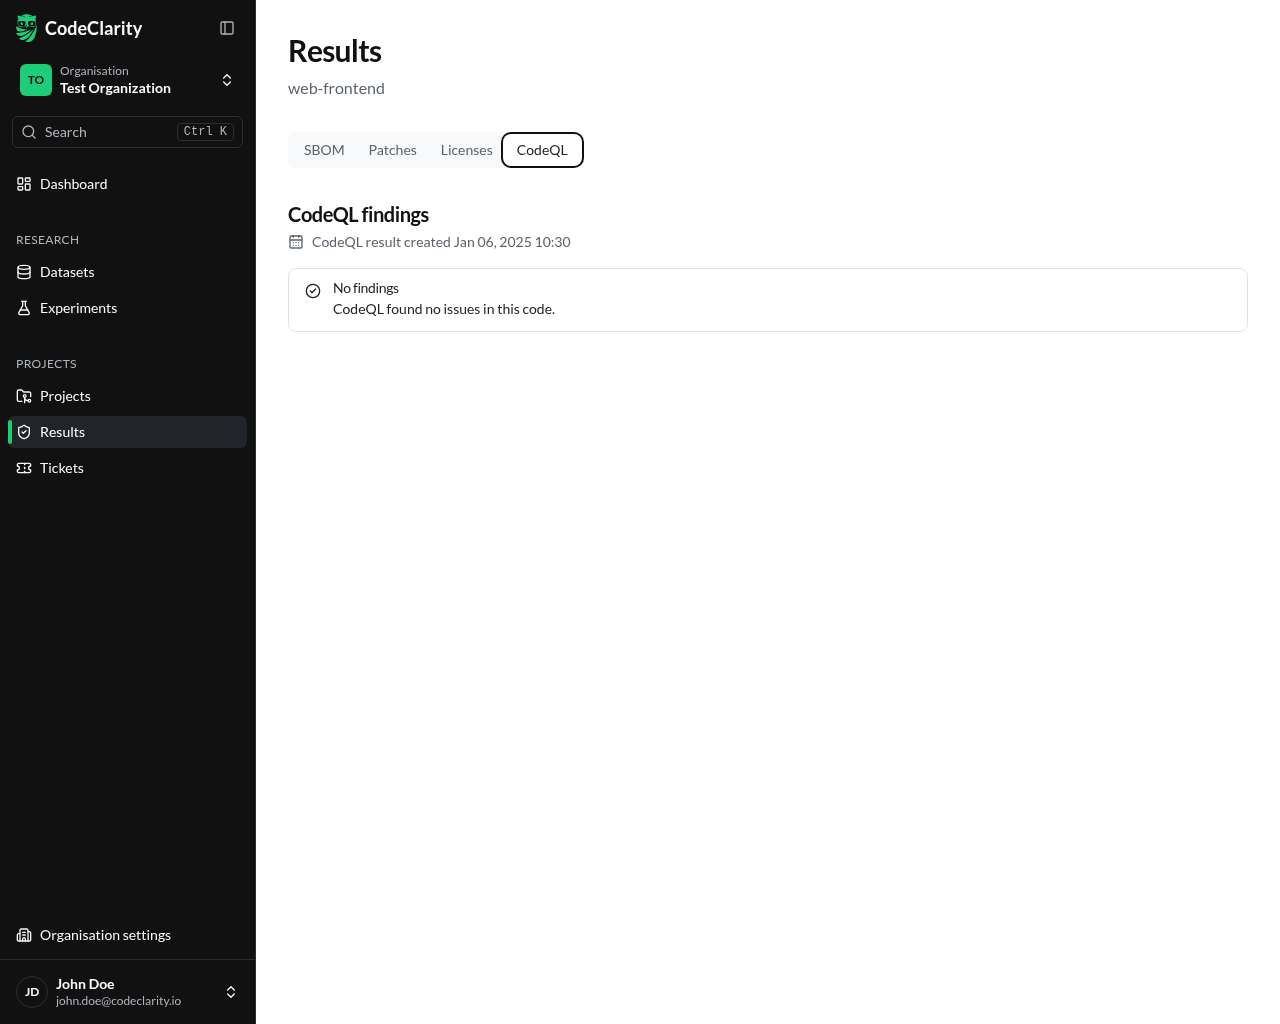 CodeClarity
TO
Organisation
Test Organization
Search
Ctrl K
Dashboard
RESEARCH
Datasets
Experiments
PROJECTS
Projects
Results
Tickets
Organisation settings
JD
John Doe
john.doe@codeclarity.io
Results
web-frontend
SBOM
Patches
Licenses
CodeQL
CodeQL findings
CodeQL result created Jan 06, 2025 10:30
No findings
CodeQL found no issues in this code.